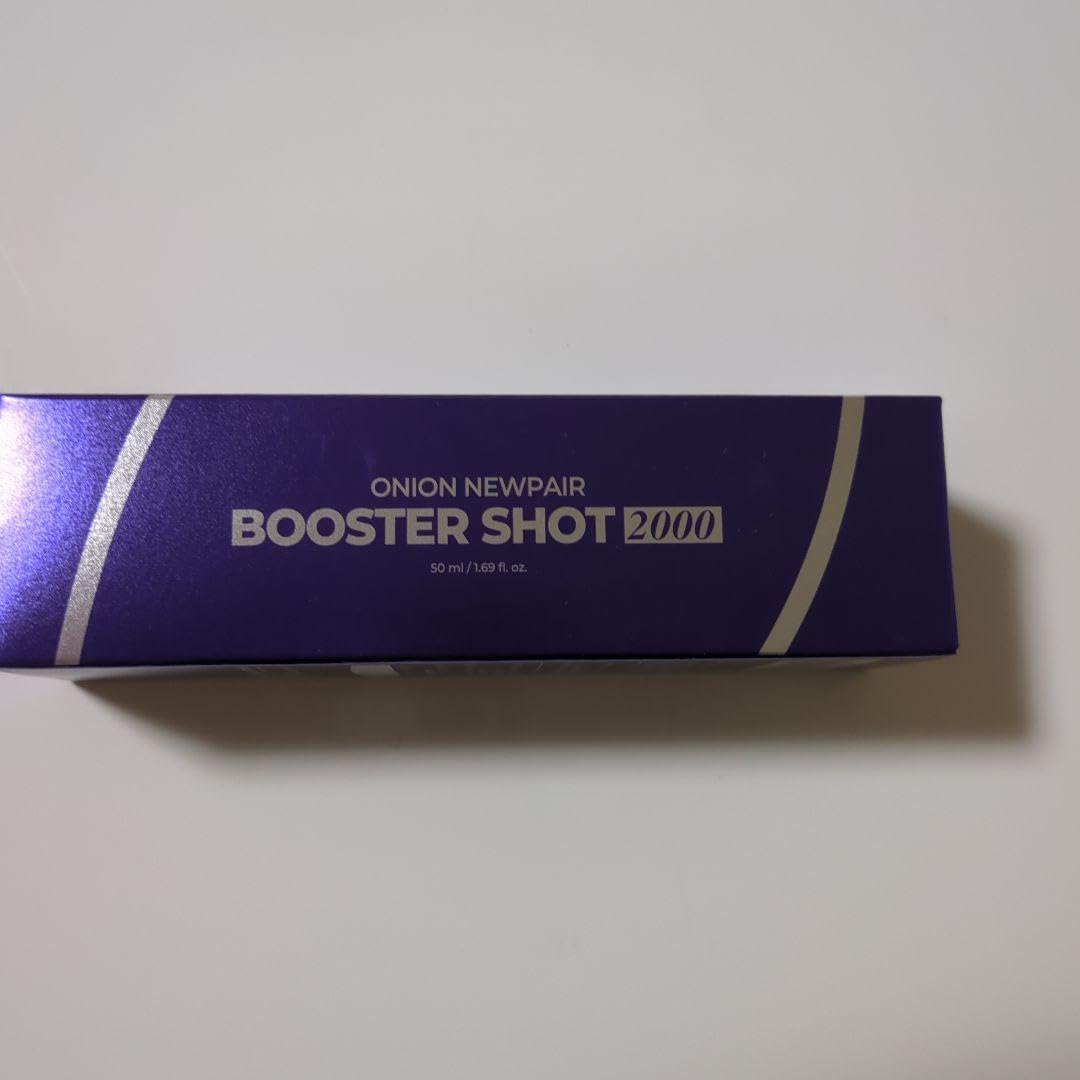 ONION NEWPAIR
BOOSTER SHOT 2000
50 ml / 1.69 fl. oz.